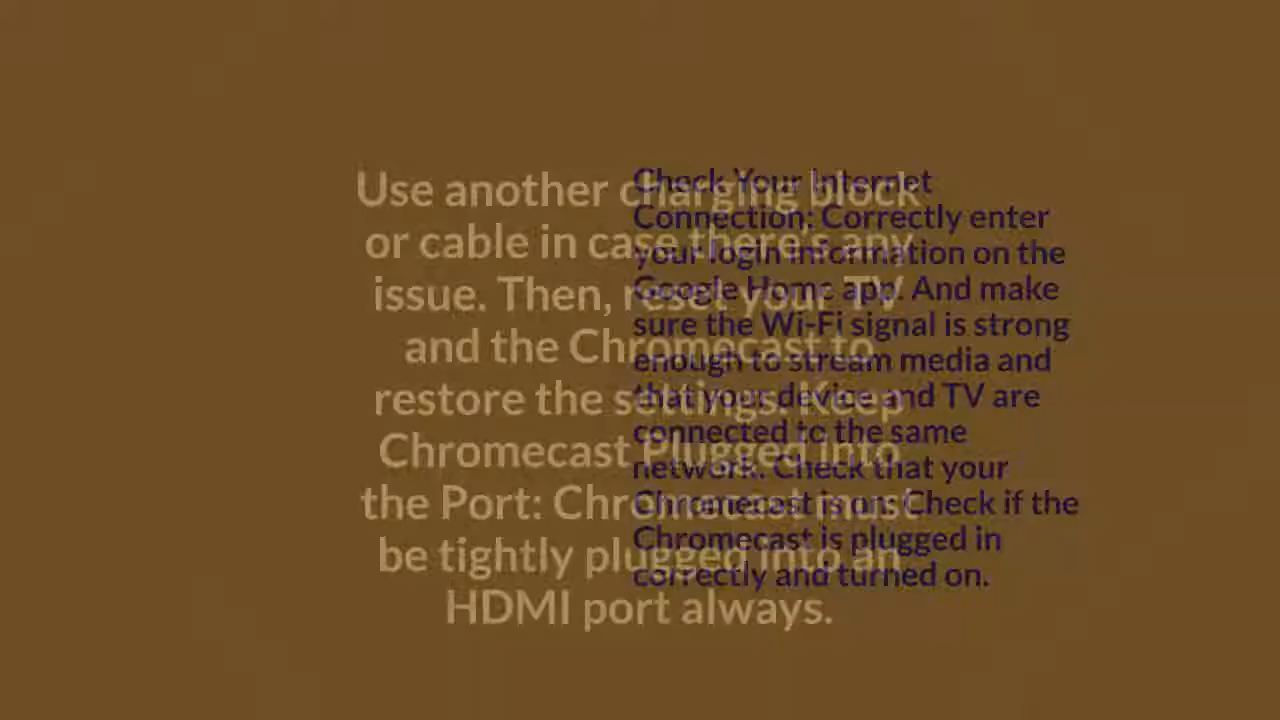 Use another charging block
or cable in case there's any
issue. Then, reset your TV
and the Chromecast to
restore the settings. Keep
Chromecast Plugged into
the Port: Chromecast must
be tightly plugged into an
HDMI port always.
Check Your Internet
Connection: Correctly enter
your login information on the
Google Home app. And make
sure the Wi-Fi signal is strong
enough to stream media and
that your device and TV are
connected to the same
network. Check that your
Chromecast is on: Check if the
Chromecast is plugged in
correctly and turned on.